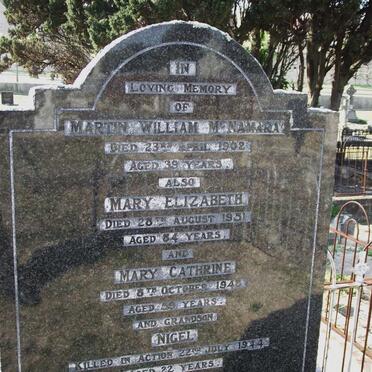 IN
LOVING MEMORY
OF
MARTIN WILLIAM McNAMARA
DIED 23RD APRIL 1902
AGED 39 YEARS
ALSO
MARY ELIZABETH
DIED 28TH AUGUST 1931
AGED 64 YEARS
AND
MARY CATHRINE
DIED 8TH OCTOBER
AGED YEARS
AND GRANDSON
NIGEL
KILLED IN ACTION 22ND JULY 1944
AGED 22 YEARS